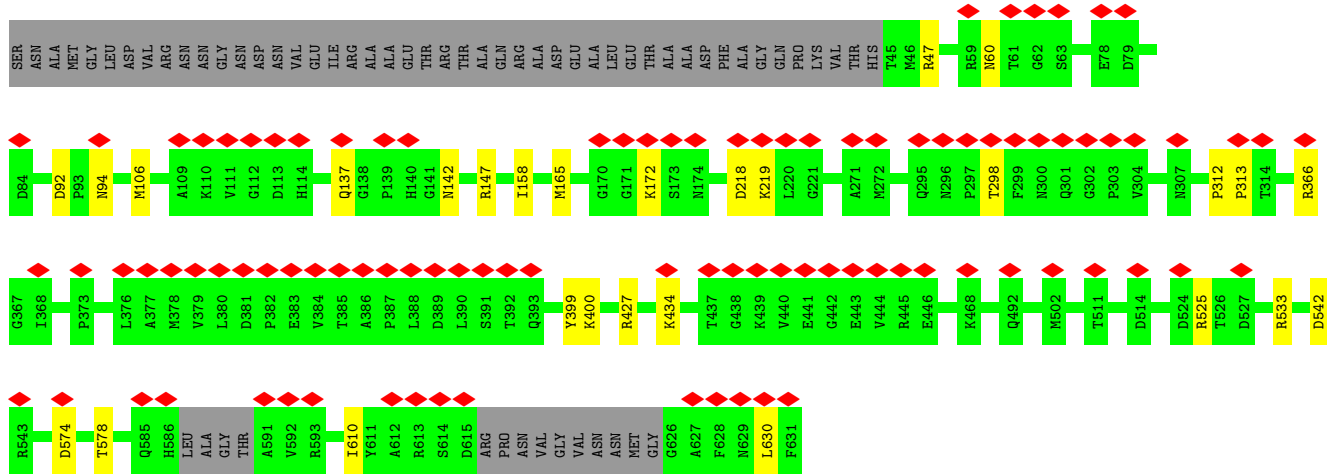 SER ASN ALA MET GLY LEU ASP VAL ARG ASN ASN GLY ASN ASP ASN VAL GLU ILE ARG ALA ALA GLU THR ARG THR ALA GLN ARG ALA ASP GLU ALA LEU GLU THR ALA ALA ASP PHE ALA GLY GLN PRO LYS VAL THR HIS T45 M46 R47 R59 N60 T61 G62 S63 E78 D79
D84 D92 P93 N94 M106 A109 K110 V111 G112 D113 H114 Q137 G138 P139 H140 G141 N142 R147 I158 M165 G170 G171 K172 S173 N174 D218 K219 L220 G221 A271 M272 Q295 N296 P297 T298 F299 N300 Q301 G302 P303 V304 N307 P312 P313 T314 R366
G367 I368 P373 L376 A377 M378 V379 L380 D381 P382 E383 V384 T385 A386 P387 L388 D389 L390 S391 T392 Q393 Y399 K400 R427 K434 T437 G438 K439 V440 E441 G442 E443 V444 R445 E446 K468 Q492 M502 T511 D514 D524 R525 T526 D527 R533 D542
R543 D574 T578 Q585 H586 LEU ALA GLY THR A591 V592 R593 I610 Y611 A612 R613 S614 D615 ARG PRO ASN VAL GLY VAL ASN ASN MET GLY G626 A627 F628 N629 L630 F631